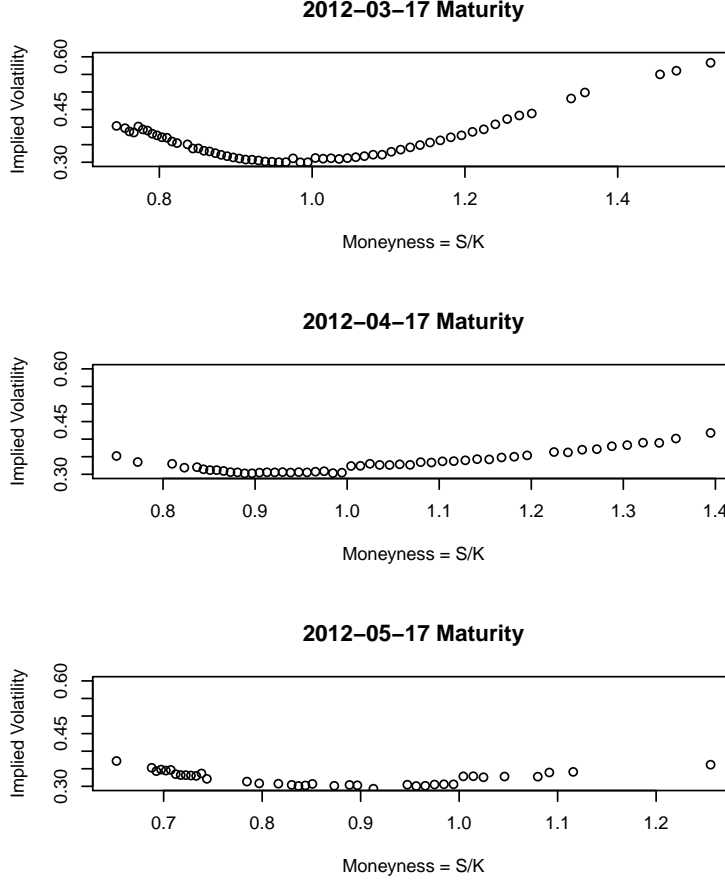 2012−03−17 Maturity
Implied Volatility
0.30 0.45 0.60
0.8 1.0 1.2 1.4
Moneyness = S/K
2012−04−17 Maturity
Implied Volatility
0.30 0.45 0.60
0.8 0.9 1.0 1.1 1.2 1.3 1.4
Moneyness = S/K
2012−05−17 Maturity
Implied Volatility
0.30 0.45 0.60
0.7 0.8 0.9 1.0 1.1 1.2
Moneyness = S/K